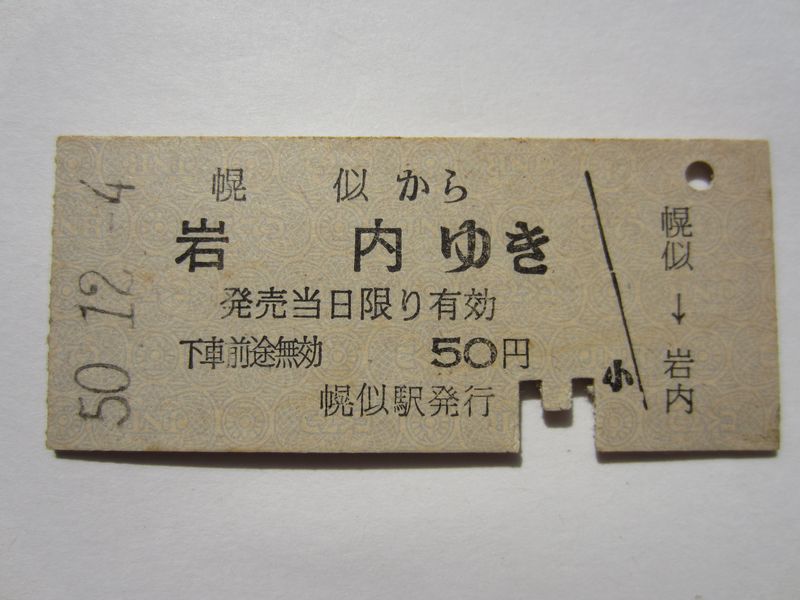 50.12.-4
幌似から
岩内ゆき
発売当日限り有効
下車前途無効 50円
幌似駅発行
小
幌似→岩内